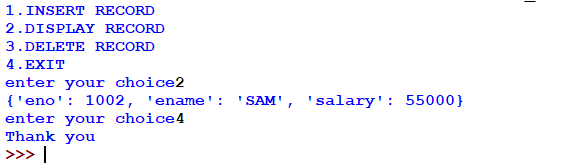 1.INSERT RECORD
2.DISPLAY RECORD
3.DELETE RECORD
4.EXIT
enter your choice2
{'eno': 1002, 'ename': 'SAM', 'salary': 55000}
enter your choice4
Thank you
>>>